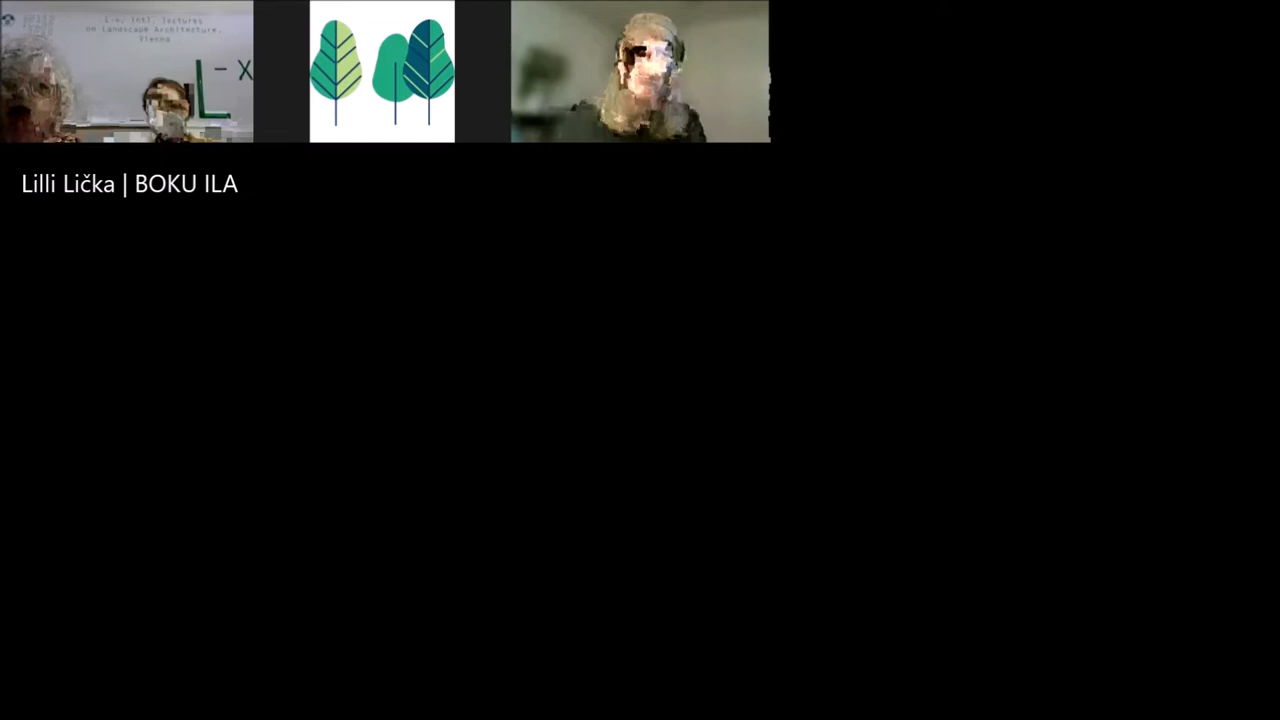 L-x, intl. lectures
on Landscape Architecture,
Vienna
L-x
Lilli Lička | BOKU ILA